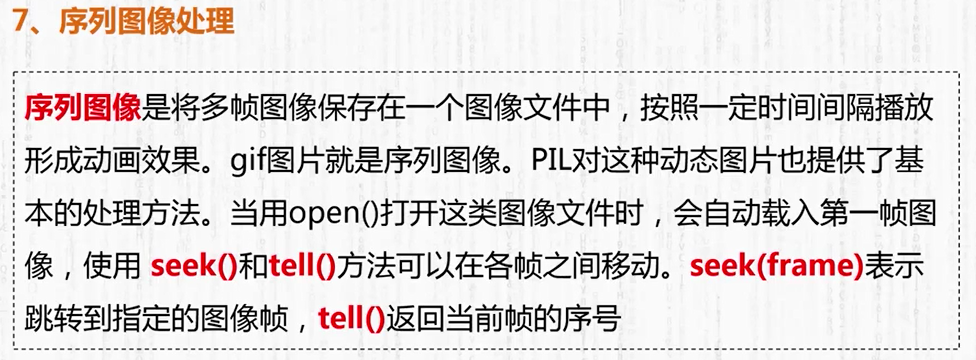 7、序列图像处理
序列图像是将多帧图像保存在一个图像文件中，按照一定时间间隔播放
形成动画效果。gif图片就是序列图像。PIL对这种动态图片也提供了基
本的处理方法。当用open()打开这类图像文件时，会自动载入第一帧图
像，使用 seek()和tell()方法可以在各帧之间移动。seek(frame)表示
跳转到指定的图像帧，tell()返回当前帧的序号